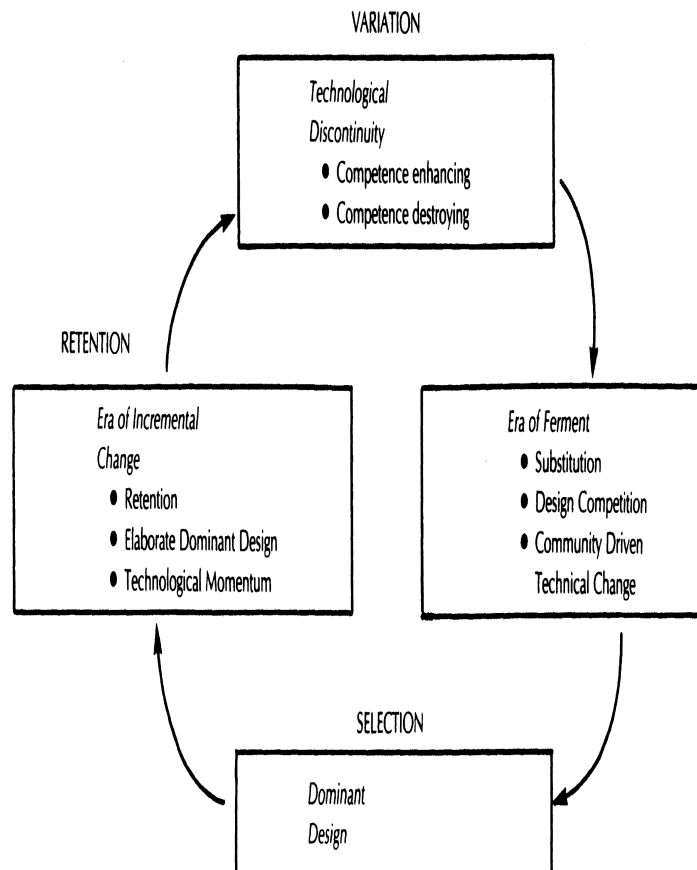 VARIATION
Technological
Discontinuity
● Competence enhancing
● Competence destroying
RETENTION
Era of Incremental
Change
● Retention
● Elaborate Dominant Design
● Technological Momentum
Era of Ferment
● Substitution
● Design Competition
● Community Driven
Technical Change
SELECTION
Dominant
Design